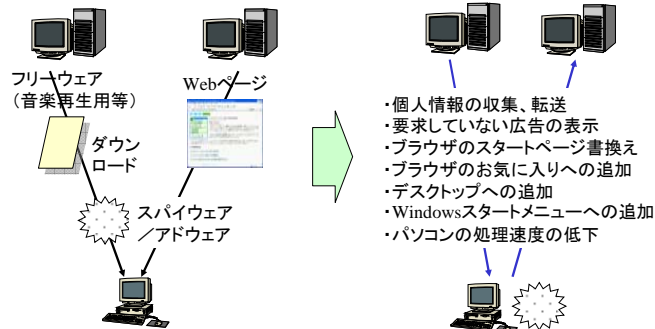 フリーウェア
（音楽再生用等）
Webページ
ダウン
ロード
スパイウェア
／アドウェア
・個人情報の収集、転送
・要求していない広告の表示
・ブラウザのスタートページ書換え
・ブラウザのお気に入りへの追加
・デスクトップへの追加
・Windowsスタートメニューへの追加
・パソコンの処理速度の低下